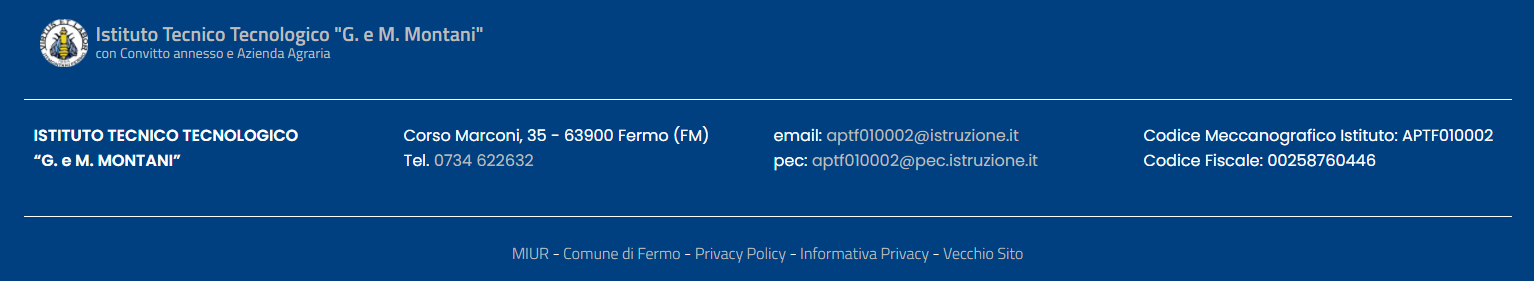 Istituto Tecnico Tecnologico "G. e M. Montani"
con Convitto annesso e Azienda Agraria
ISTITUTO TECNICO TECNOLOGICO
“G. e M. MONTANI”
Corso Marconi, 35 - 63900 Fermo (FM)
Tel. 0734 622632
email: aptf010002@istruzione.it
pec: aptf010002@pec.istruzione.it
Codice Meccanografico Istituto: APTF010002
Codice Fiscale: 00258760446
MIUR - Comune di Fermo - Privacy Policy - Informativa Privacy - Vecchio Sito